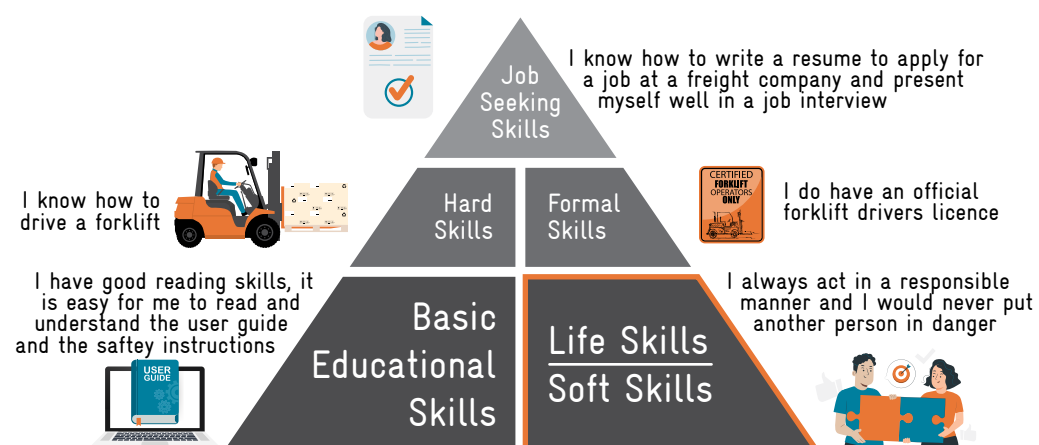 Job
Seeking
Skills
I know how to write a resume to apply for
a job at a freight company and present
myself well in a job interview
I know how to
drive a forklift
Hard
Skills
Formal
Skills
CERTIFIED
FORKLIFT
OPERATORS
ONLY
I do have an official
forklift drivers licence
I have good reading skills, it
is easy for me to read and
understand the user guide
and the saftey instructions
USER
GUIDE
Basic
Educational
Skills
Life Skills
Soft Skills
I always act in a responsible
manner and I would never put
another person in danger